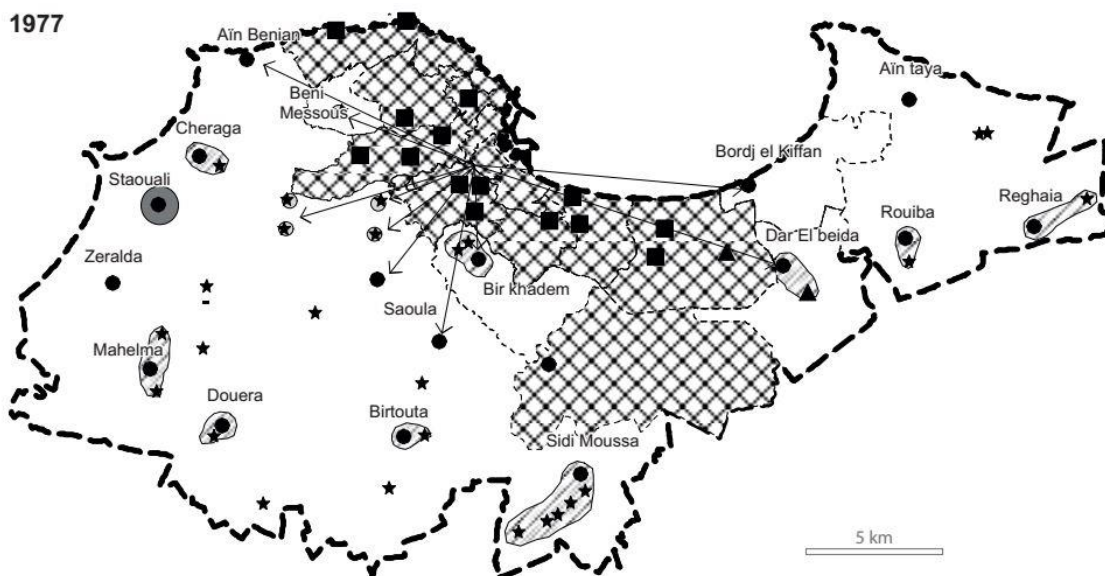 1977
Aïn Benian
Aïn taya
Beni
Messous
Cheraga
Bordj el Kiffan
Staouali
Reghaia
Rouiba
Dar El beida
Zeralda
Bir khadem
Saoula
Mahelma
Douera
Birtouta
Sidi Moussa
5 km